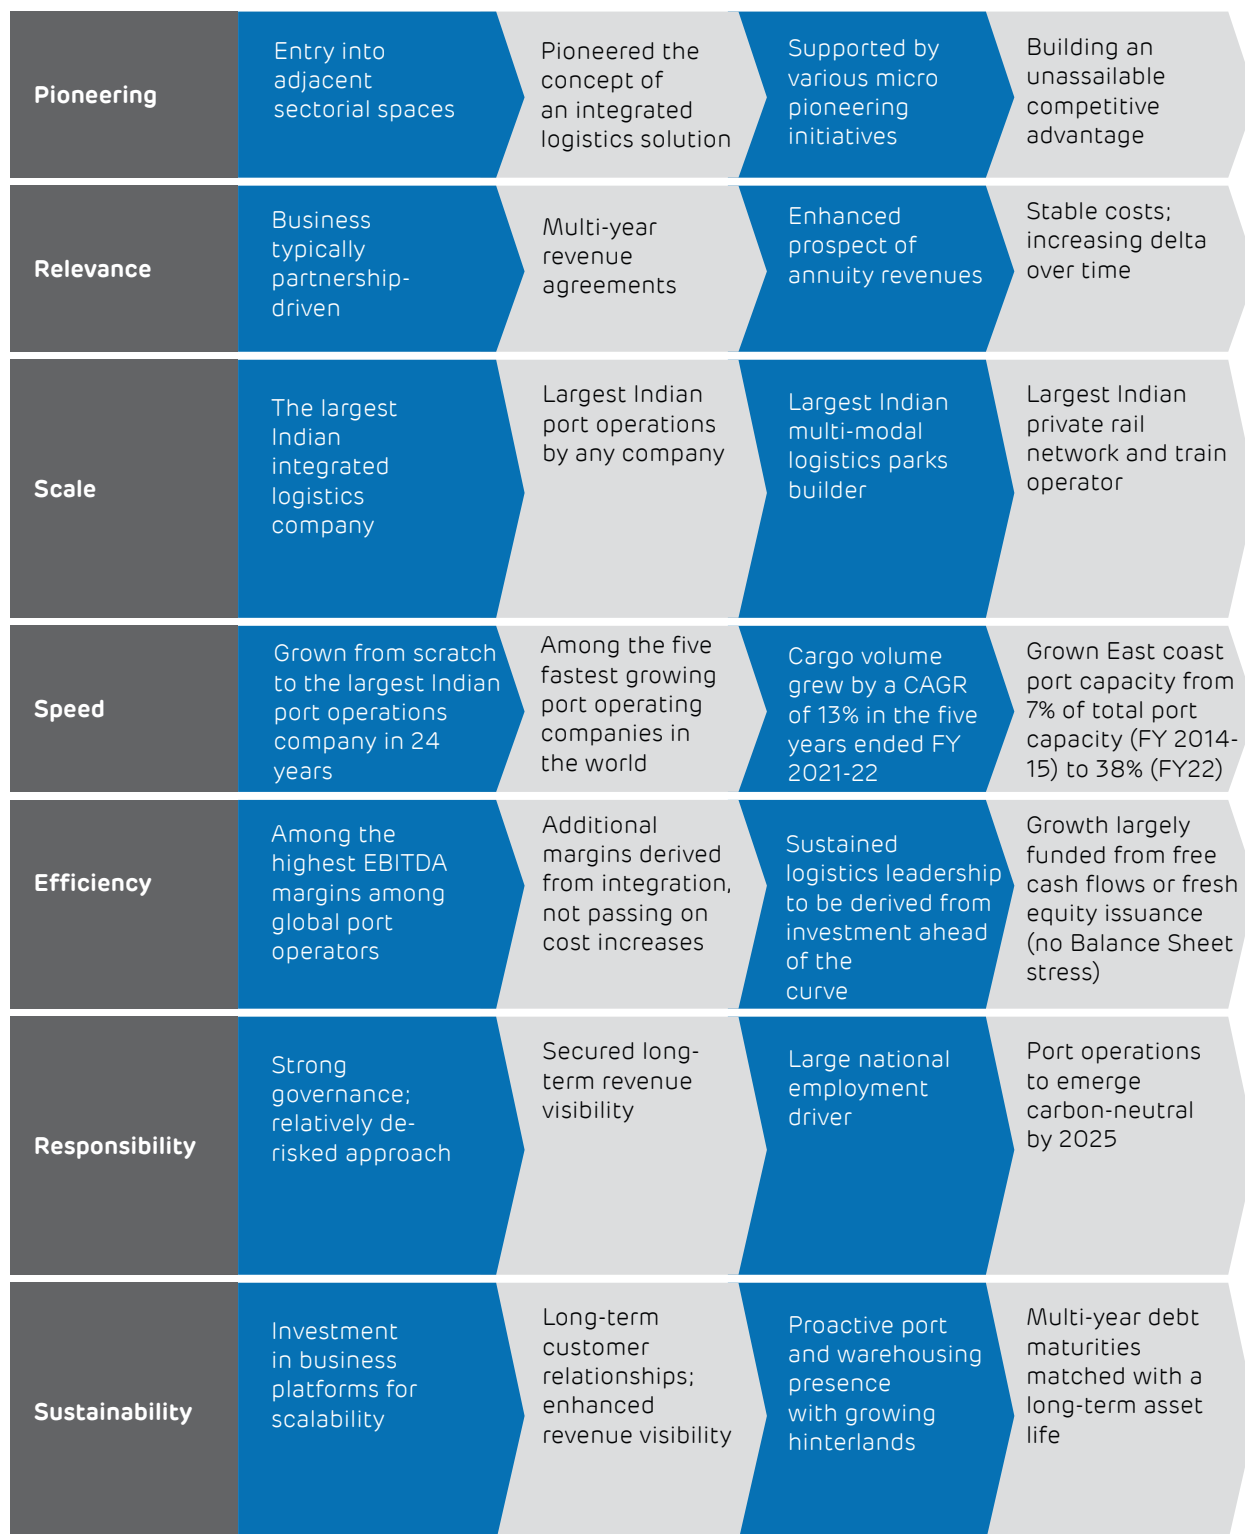 Pioneering
Entry into
adjacent
sectorial spaces
Pioneered the
concept of
an integrated
logistics solution
Supported by
various micro
pioneering
initiatives
Building an
unassailable
competitive
advantage
Relevance
Business
typically
partnership-
driven
Multi-year
revenue
agreements
Enhanced
prospect of
annuity revenues
Stable costs;
increasing delta
over time
Scale
The largest
Indian
integrated
logistics
company
Largest Indian
port operations
by any company
Largest Indian
multi-modal
logistics parks
builder
Largest Indian
private rail
network and train
operator
Speed
Grown from scratch
to the largest Indian
port operations
company in 24
years
Among the five
fastest growing
port operating
companies in
the world
Cargo volume
grew by a CAGR
of 13% in the five
years ended FY
2021-22
Grown East coast
port capacity from
7% of total port
capacity (FY 2014-
15) to 38% (FY22)
Efficiency
Among the
highest EBITDA
margins among
global port
operators
Additional
margins derived
from integration,
not passing on
cost increases
Sustained
logistics leadership
to be derived from
investment ahead
of the
curve
Growth largely
funded from free
cash flows or fresh
equity issuance
(no Balance Sheet
stress)
Responsibility
Strong
governance;
relatively de-
risked approach
Secured long-
term revenue
visibility
Large national
employment
driver
Port operations
to emerge
carbon-neutral
by 2025
Sustainability
Investment
in business
platforms for
scalability
Long-term
customer
relationships;
enhanced
revenue visibility
Proactive port
and warehousing
presence
with growing
hinterlands
Multi-year debt
maturities
matched with a
long-term asset
life